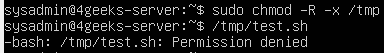 sysadmin@4geeks-server:~$ sudo chmod -R -x /tmp
sysadmin@4geeks-server:~$ /tmp/test.sh
-bash: /tmp/test.sh: Permission denied